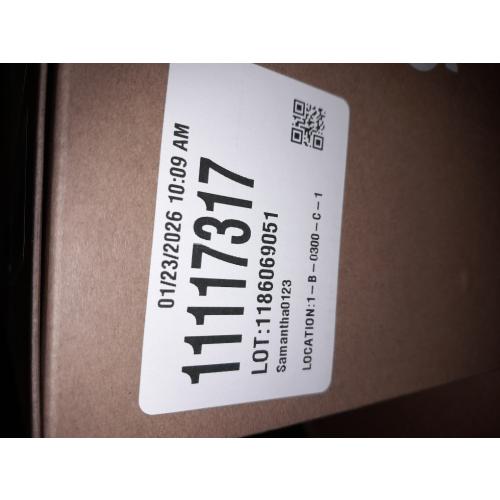 01/23/2026 10:09 AM
11117317
LOT:1186069051
Samantha0123
LOCATION:1-B-0300-C-1